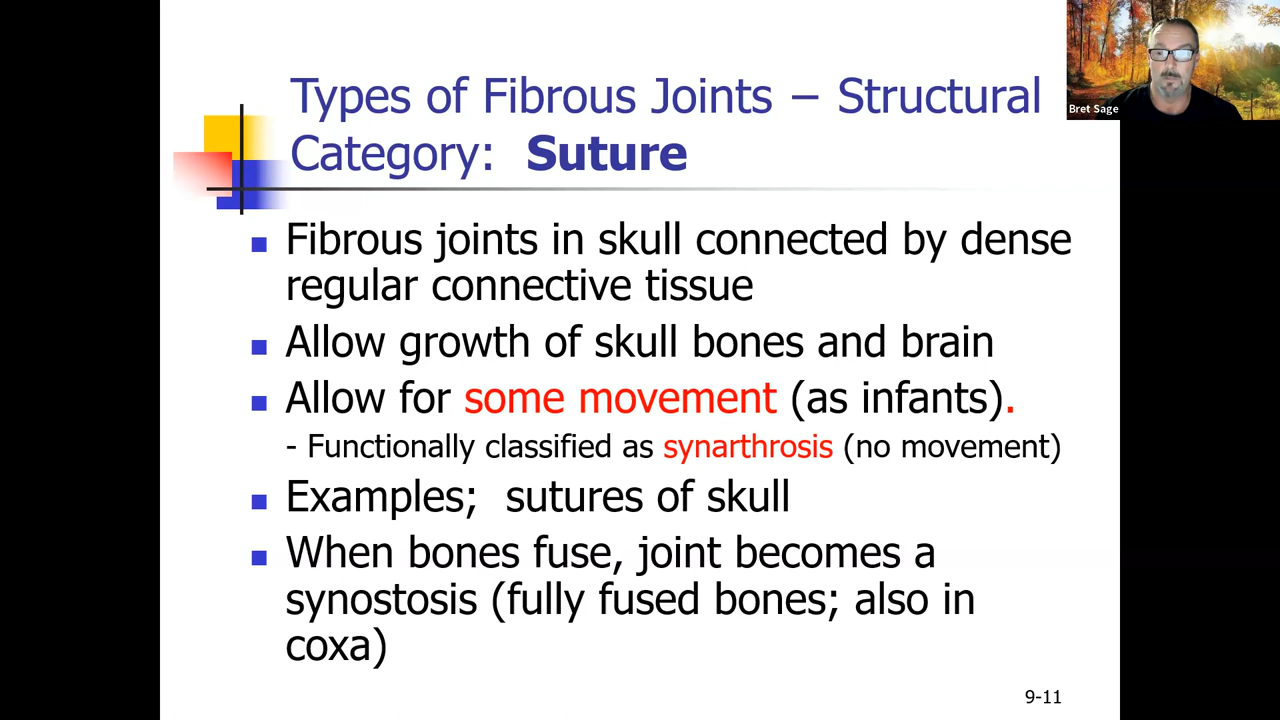 Types of Fibrous Joints – Structural
Category:  Suture
Bret Sage
Fibrous joints in skull connected by dense
regular connective tissue
Allow growth of skull bones and brain
Allow for some movement (as infants).
- Functionally classified as synarthrosis (no movement)
Examples;  sutures of skull
When bones fuse, joint becomes a
synostosis (fully fused bones; also in
coxa)
9-11